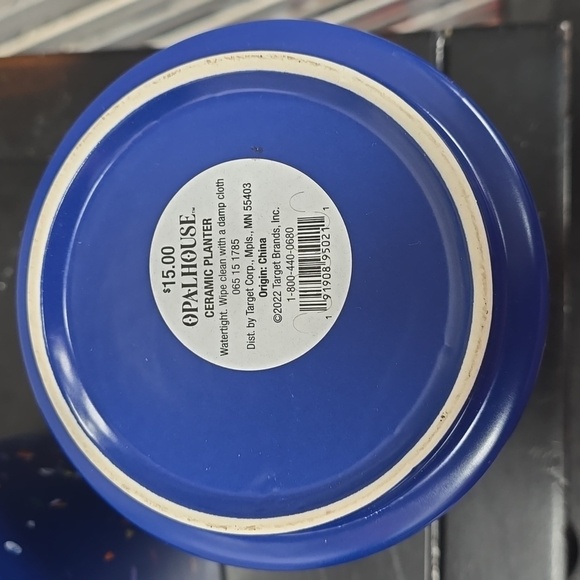 $15.00
OPALHOUSE™
CERAMIC PLANTER
Watertight. Wipe clean with a damp cloth
065 15 1785
Dist. by Target Corp., Mpls., MN 55403
Origin: China
©2022 Target Brands, Inc.
1-800-440-0680
1 91908 95021 1